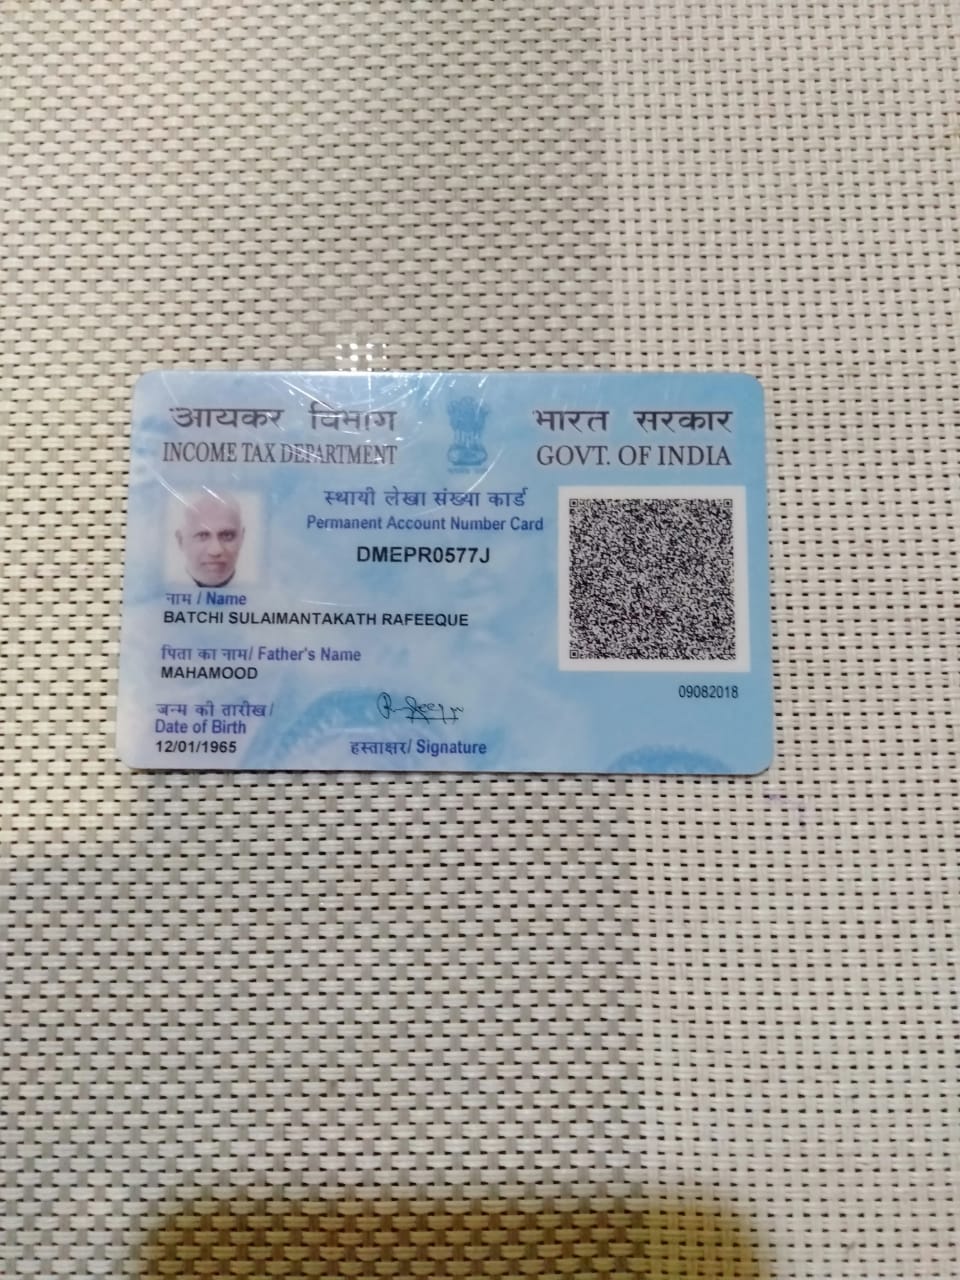 आयकर विभाग
INCOME TAX DEPARTMENT
भारत सरकार
GOVT. OF INDIA
स्थायी लेखा संख्या कार्ड
Permanent Account Number Card
DMEPR0577J
नाम / Name
BATCHI SULAIMANTAKATH RAFEEQUE
पिता का नाम/ Father's Name
MAHAMOOD
जन्म की तारीख/
Date of Birth
12/01/1965
हस्ताक्षर/ Signature
09082018